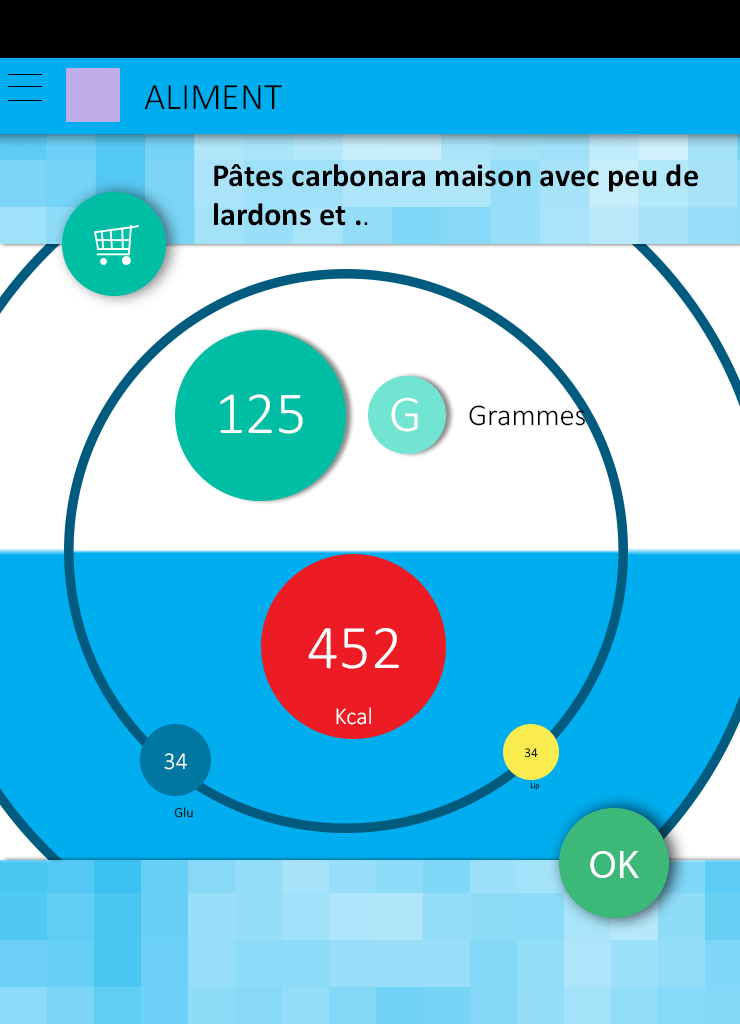 ALIMENT
Pâtes carbonara maison avec peu de
lardons et ..
125
G
Grammes
452
Kcal
34
Glu
34
Lip
OK